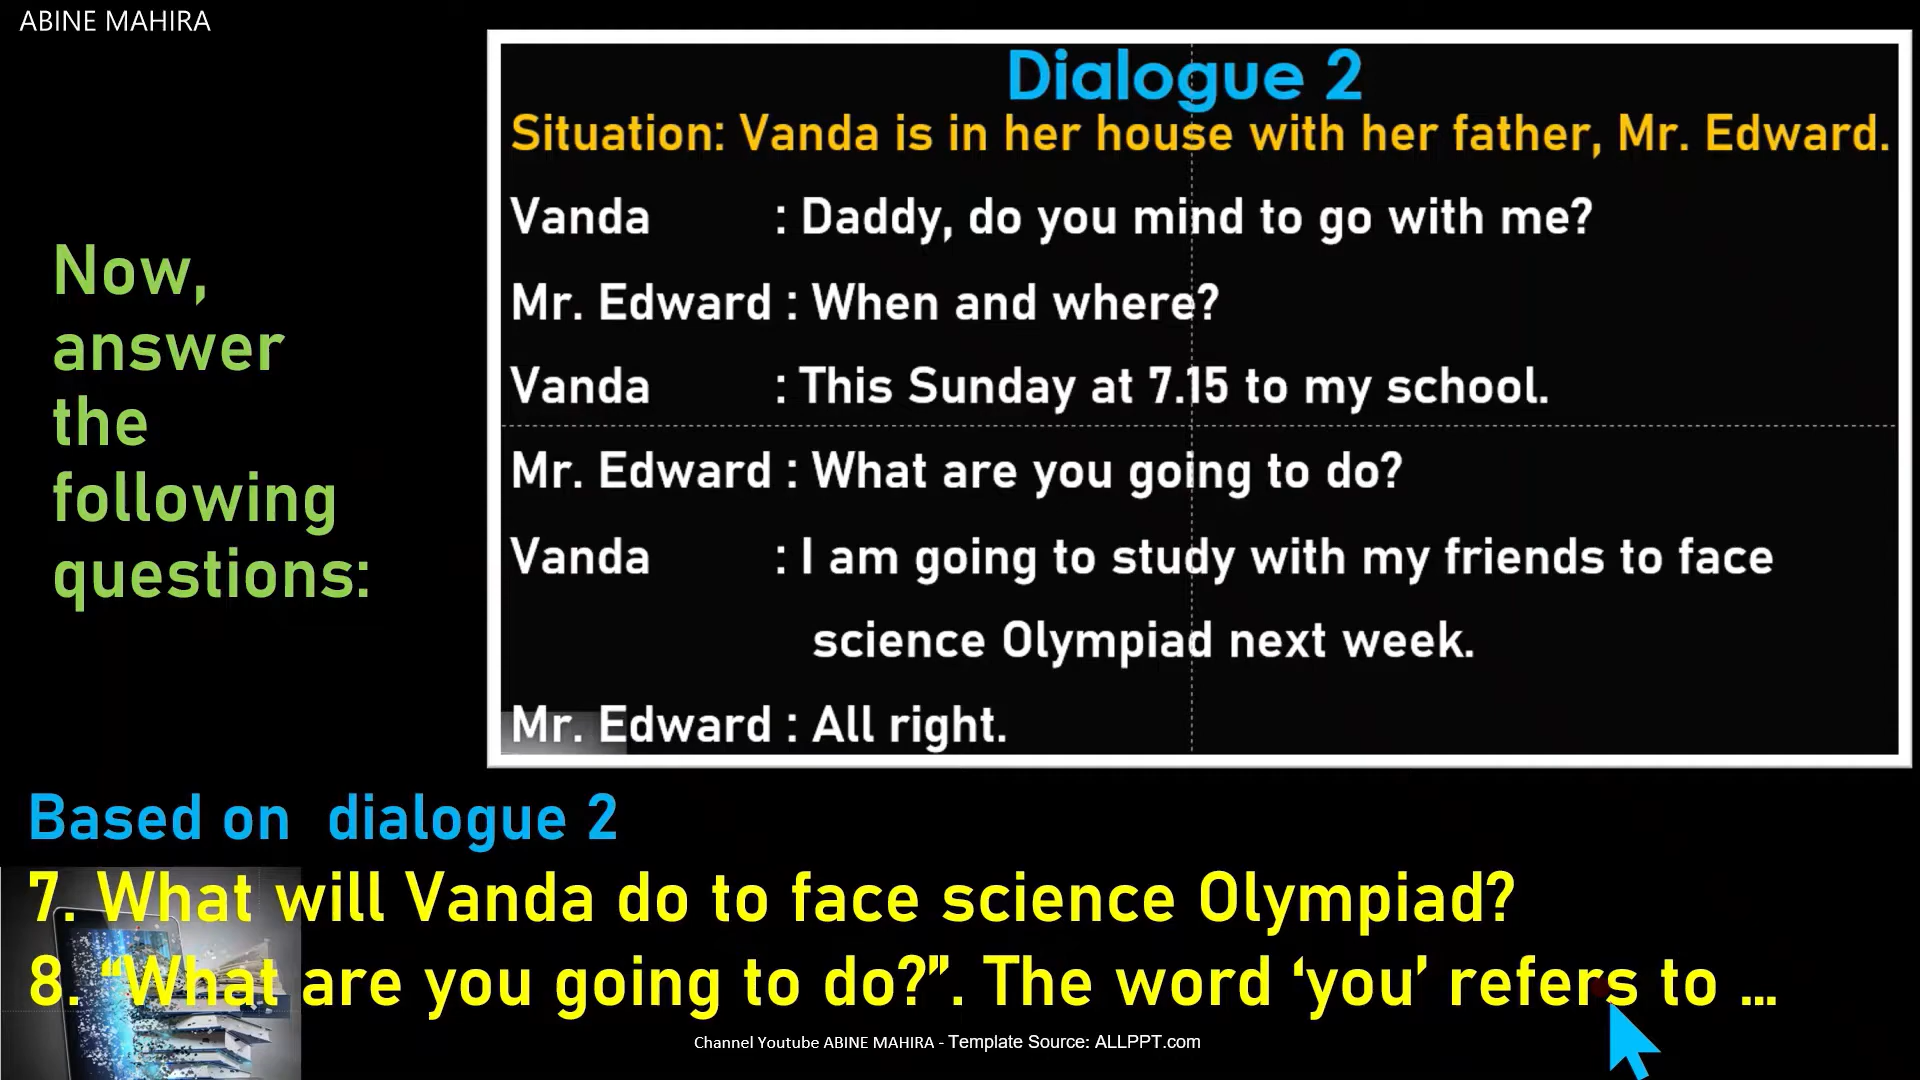 ABINE MAHIRA
Dialogue 2
Situation: Vanda is in her house with her father, Mr. Edward.
Vanda : Daddy, do you mind to go with me?
Mr. Edward : When and where?
Vanda : This Sunday at 7.15 to my school.
Mr. Edward : What are you going to do?
Vanda : I am going to study with my friends to face
science Olympiad next week.
Mr. Edward : All right.
Now,
answer
the
following
questions:
Based on dialogue 2
7. What will Vanda do to face science Olympiad?
8. “What are you going to do?”. The word ‘you’ refers to ...
Channel Youtube ABINE MAHIRA - Template Source: ALLPPT.com